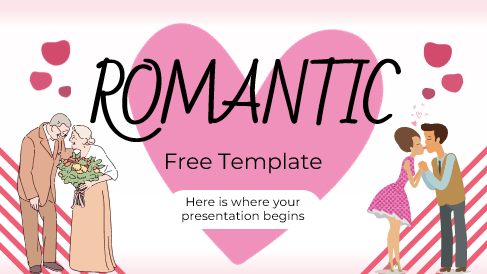 ROMANTIC
Free Template
Here is where your
presentation begins